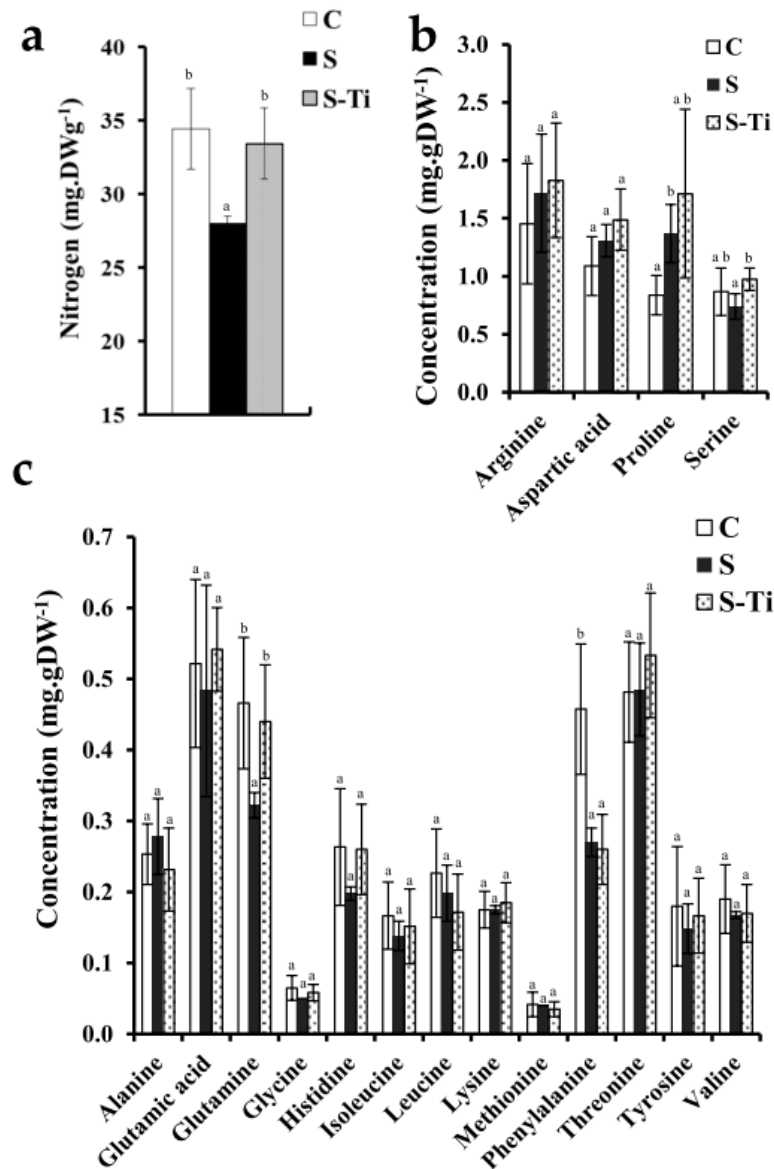 a
C
S
S-Ti
Nitrogen (mg.DWg-1)
40
35
30
25
20
15
b
a
b
b
C
S
S-Ti
Concentration (mg.gDW-1)
3.0
2.5
2.0
1.5
1.0
0.5
0.0
a a a
a a a
a b a b
a b a b
Arginine
Aspartic acid
Proline
Serine
c
C
S
S-Ti
Concentration (mg.gDW-1)
0.7
0.6
0.5
0.4
0.3
0.2
0.1
0.0
a a a
a a a
b a b
a a a
a a a
a a a
a a a
a a a
a a a
b a a
a a a
a a a
a a a
Alanine
Glutamic acid
Glutamine
Glycine
Histidine
Isoleucine
Leucine
Lysine
Methionine
Phenylalanine
Threonine
Tyrosine
Valine